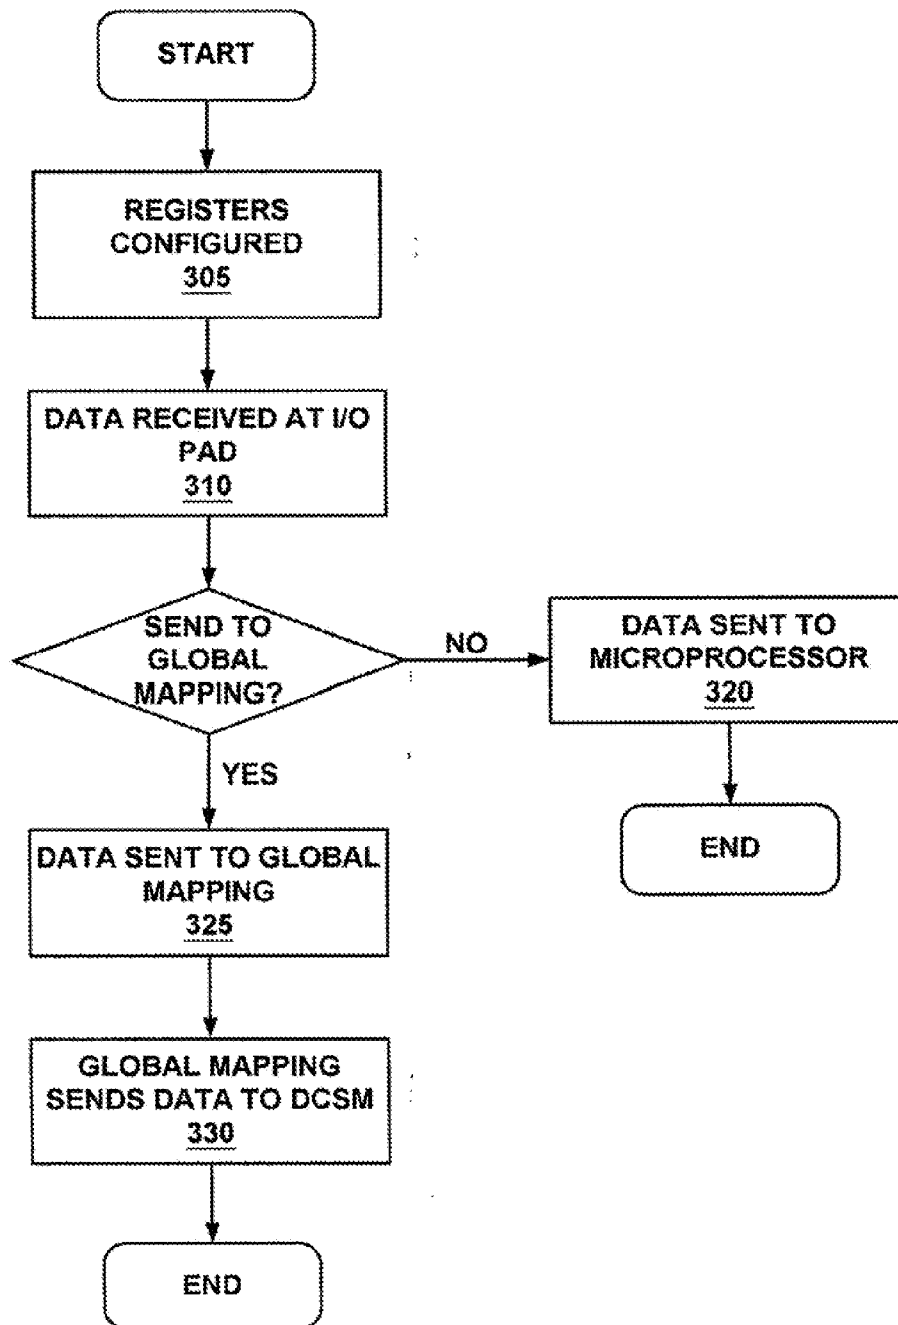 START
REGISTERS
CONFIGURED
305
DATA RECEIVED AT I/O
PAD
310
SEND TO
GLOBAL
MAPPING?
NO
DATA SENT TO
MICROPROCESSOR
320
YES
END
DATA SENT TO GLOBAL
MAPPING
325
GLOBAL MAPPING
SENDS DATA TO DCSM
330
END